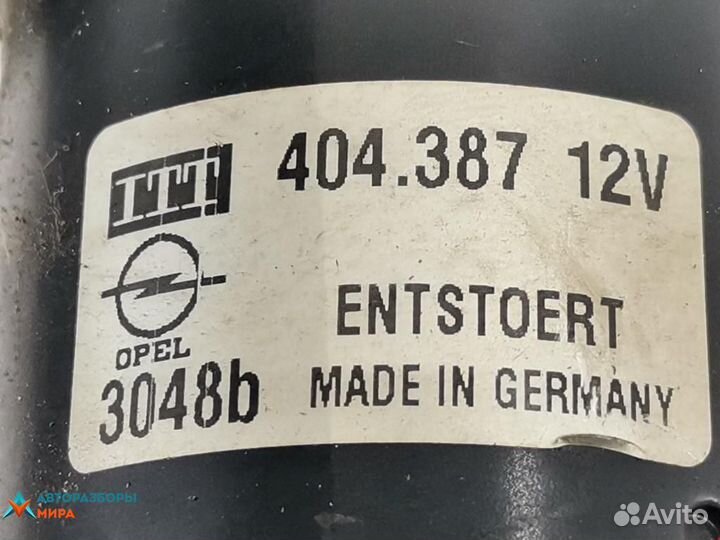 ITT 404.387 12V
ENTSTOERT
OPEL
3048b MADE IN GERMANY
АВТОРАЗБОРЫ
МИРА
Avito